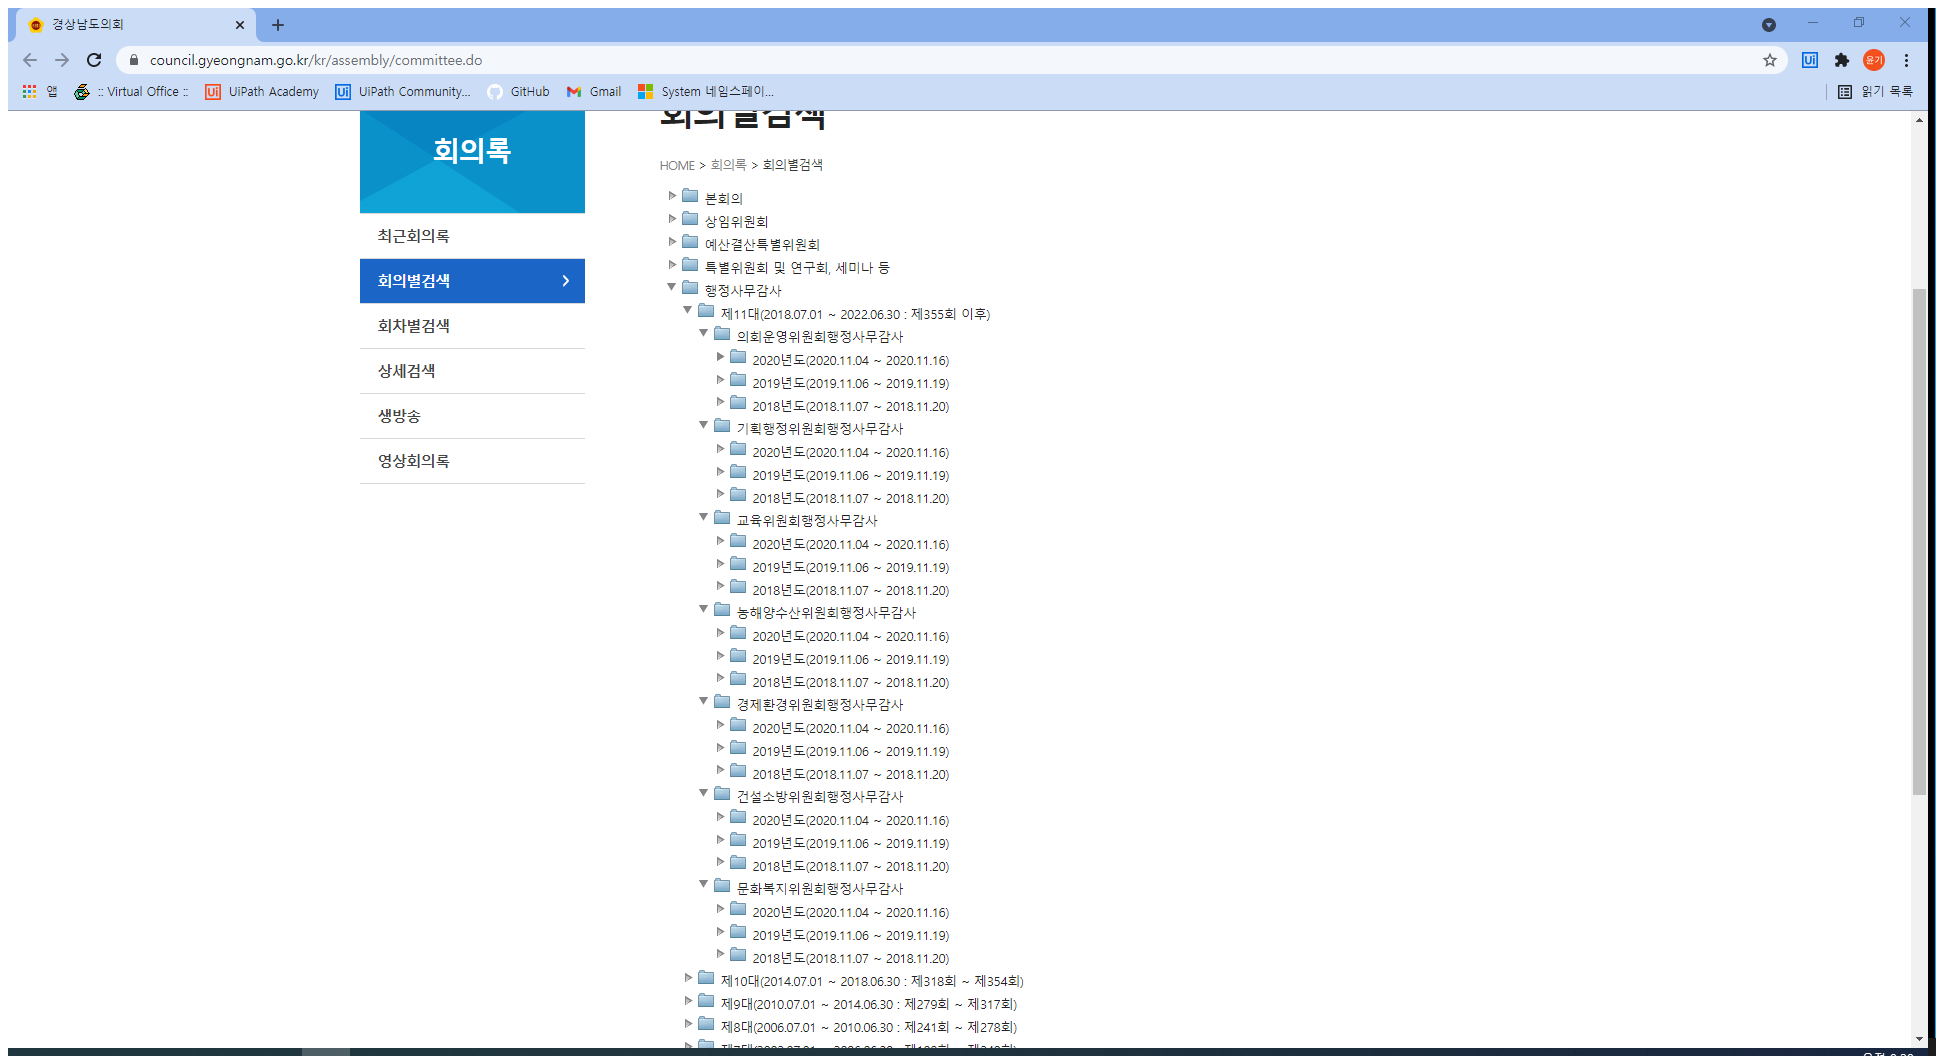 경상남도의회
council.gyeongnam.go.kr/kr/assembly/committee.do
Ui
윤기
앱
:: Virtual Office ::
Ui UiPath Academy
Ui UiPath Community...
GitHub
Gmail
System 네임스페이...
읽기 목록
회의록
최근회의록
회의별검색
회차별검색
상세검색
생방송
영상회의록
회의별검색
HOME > 회의록 > 회의별검색
본회의
상임위원회
예산결산특별위원회
특별위원회 및 연구회, 세미나 등
행정사무감사
제11대(2018.07.01 ~ 2022.06.30 : 제355회 이후)
의회운영위원회행정사무감사
2020년도(2020.11.04 ~ 2020.11.16)
2019년도(2019.11.06 ~ 2019.11.19)
2018년도(2018.11.07 ~ 2018.11.20)
기획행정위원회행정사무감사
2020년도(2020.11.04 ~ 2020.11.16)
2019년도(2019.11.06 ~ 2019.11.19)
2018년도(2018.11.07 ~ 2018.11.20)
교육위원회행정사무감사
2020년도(2020.11.04 ~ 2020.11.16)
2019년도(2019.11.06 ~ 2019.11.19)
2018년도(2018.11.07 ~ 2018.11.20)
농해양수산위원회행정사무감사
2020년도(2020.11.04 ~ 2020.11.16)
2019년도(2019.11.06 ~ 2019.11.19)
2018년도(2018.11.07 ~ 2018.11.20)
경제환경위원회행정사무감사
2020년도(2020.11.04 ~ 2020.11.16)
2019년도(2019.11.06 ~ 2019.11.19)
2018년도(2018.11.07 ~ 2018.11.20)
건설소방위원회행정사무감사
2020년도(2020.11.04 ~ 2020.11.16)
2019년도(2019.11.06 ~ 2019.11.19)
2018년도(2018.11.07 ~ 2018.11.20)
문화복지위원회행정사무감사
2020년도(2020.11.04 ~ 2020.11.16)
2019년도(2019.11.06 ~ 2019.11.19)
2018년도(2018.11.07 ~ 2018.11.20)
제10대(2014.07.01 ~ 2018.06.30 : 제318회 ~ 제354회)
제9대(2010.07.01 ~ 2014.06.30 : 제279회 ~ 제317회)
제8대(2006.07.01 ~ 2010.06.30 : 제241회 ~ 제278회)